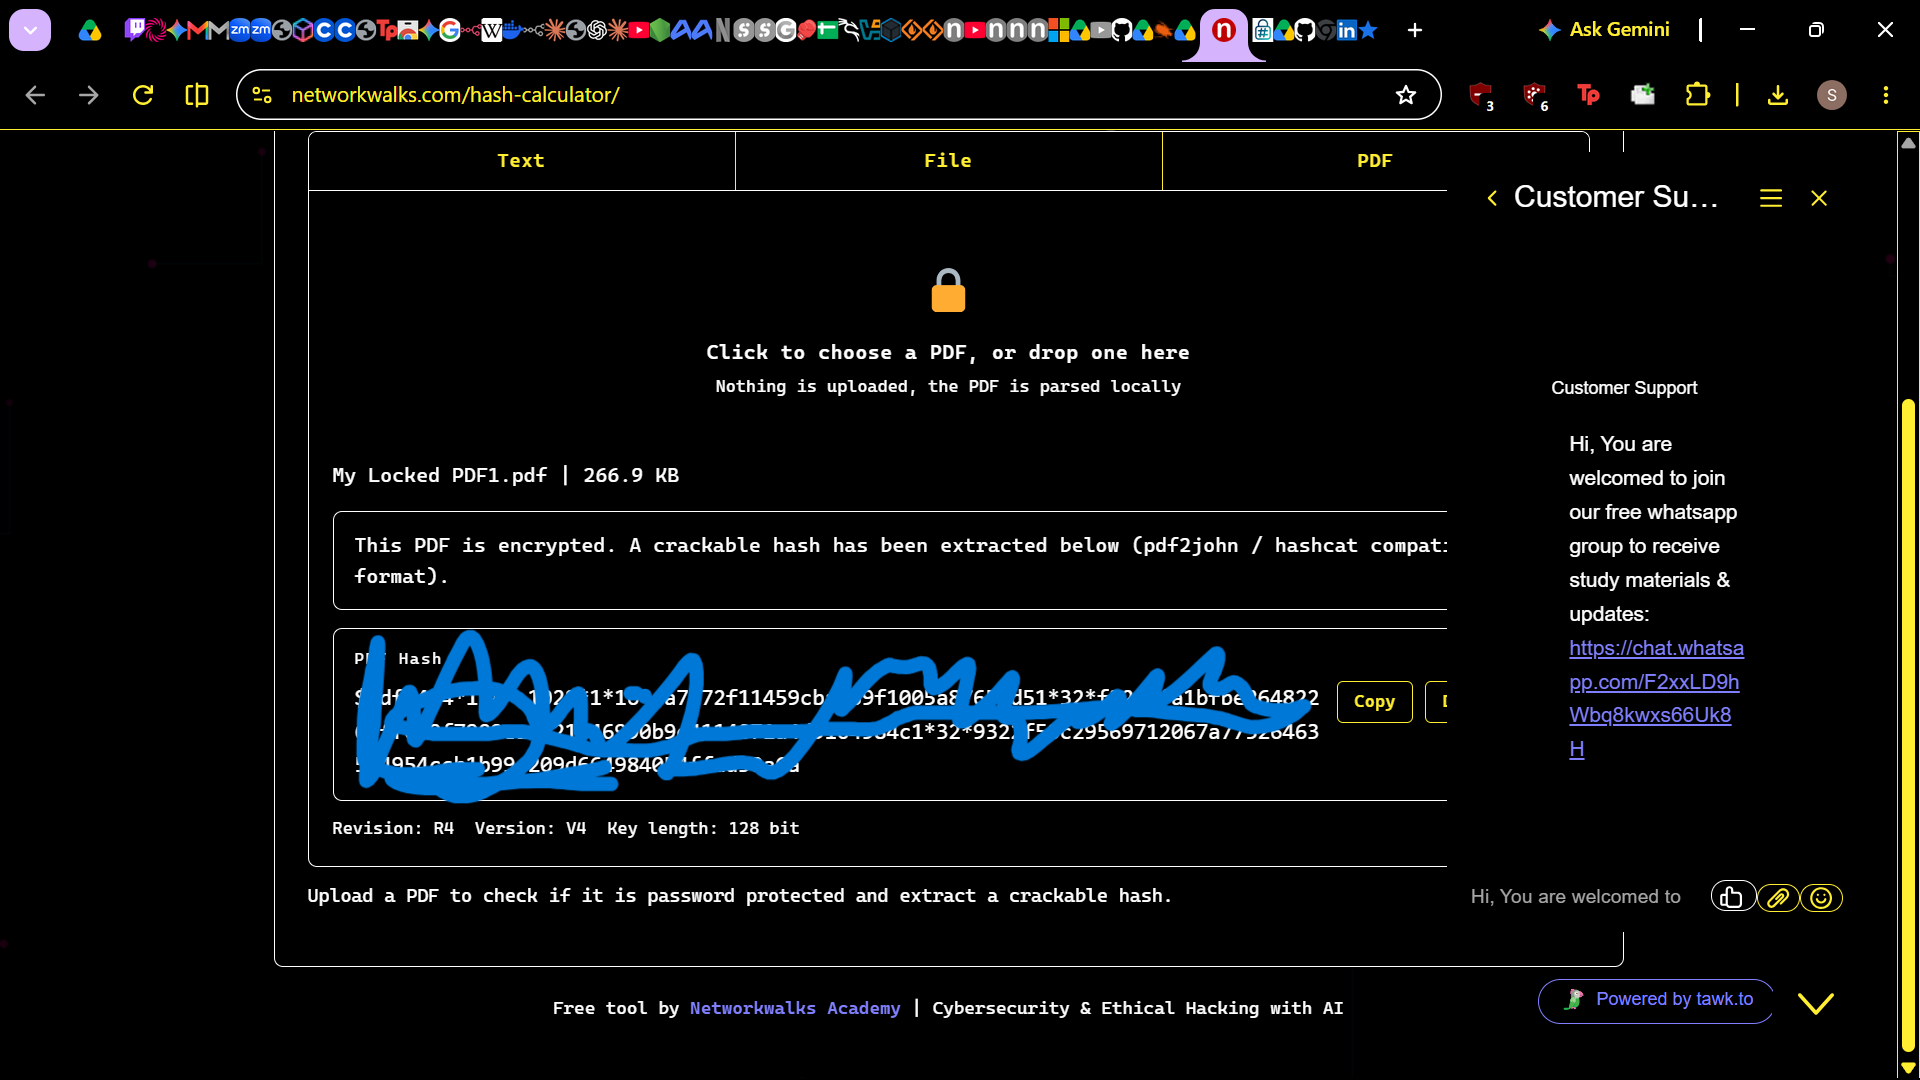 Ask Gemini
networkwalks.com/hash-calculator/
3
6
S
Text
File
PDF
Customer Su...
Click to choose a PDF, or drop one here
Nothing is uploaded, the PDF is parsed locally
Customer Support
Hi, You are
welcomed to join
our free whatsapp
group to receive
study materials &
updates:
https://chat.whatsa
pp.com/F2xxLD9h
Wbq8kwxs66Uk8
H
My Locked PDF1.pdf | 266.9 KB
This PDF is encrypted. A crackable hash has been extracted below (pdf2john / hashcat compati
format).
Hash
Copy
Revision: R4 Version: V4 Key length: 128 bit
Upload a PDF to check if it is password protected and extract a crackable hash.
Hi, You are welcomed to
Free tool by Networkwalks Academy | Cybersecurity & Ethical Hacking with AI
Powered by tawk.to